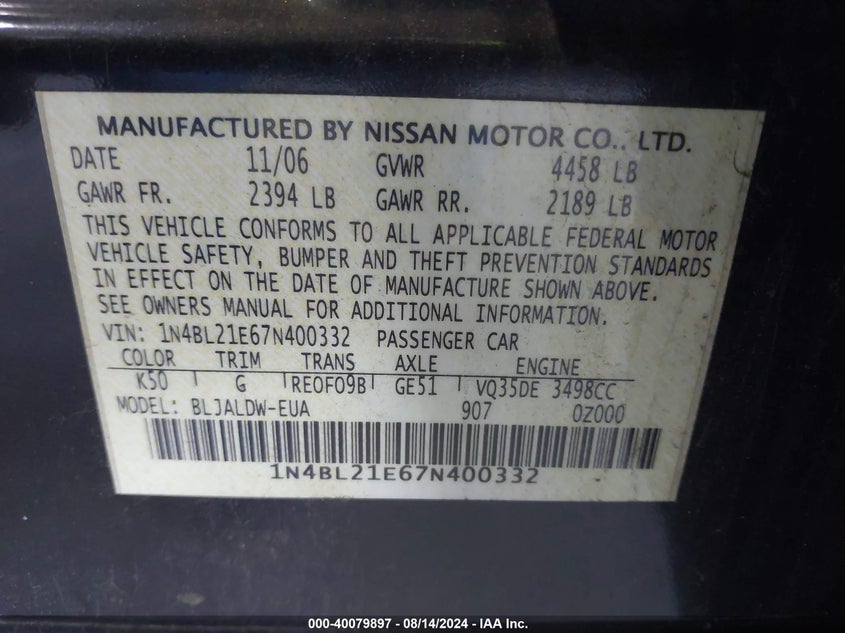 MANUFACTURED BY NISSAN MOTOR CO., LTD.
DATE 11/06 GVWR 4458 LB
GAWR FR. 2394 LB GAWR RR. 2189 LB
THIS VEHICLE CONFORMS TO ALL APPLICABLE FEDERAL MOTOR
VEHICLE SAFETY, BUMPER AND THEFT PREVENTION STANDARDS
IN EFFECT ON THE DATE OF MANUFACTURE SHOWN ABOVE.
SEE OWNERS MANUAL FOR ADDITIONAL INFORMATION.
VIN: 1N4BL21E67N400332 PASSENGER CAR
COLOR TRIM TRANS AXLE ENGINE
K50 G RE0F09B GE51 VQ35DE 3498CC
MODEL: BLJALDW-EUA 907 0Z000
1N4BL21E67N400332
000-40079897 - 08/14/2024 - IAA Inc.